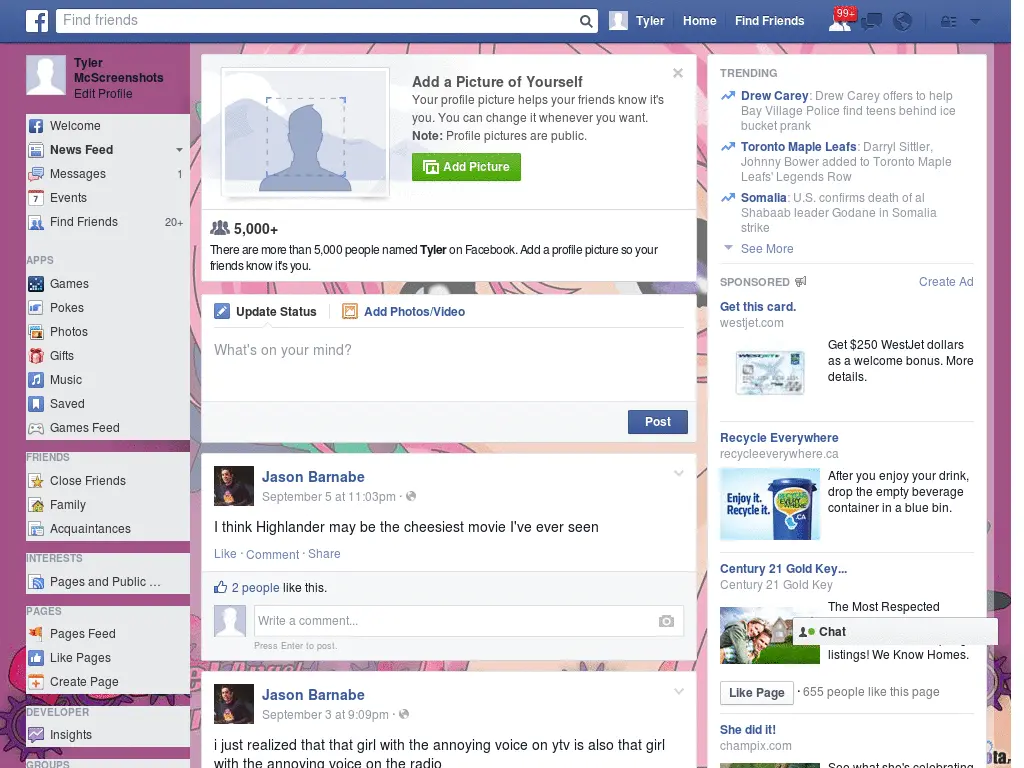 Find friends
Tyler
Home
Find Friends
99+
Tyler
McScreenshots
Edit Profile
Welcome
News Feed
Messages
1
7
Events
Find Friends
20+
APPS
Games
Pokes
Photos
Gifts
Music
Saved
Games Feed
FRIENDS
Close Friends
Family
Acquaintances
INTERESTS
Pages and Public ...
PAGES
Pages Feed
Like Pages
Create Page
DEVELOPER
Insights
GROUPS
Add a Picture of Yourself
Your profile picture helps your friends know it's
you. You can change it whenever you want.
Note: Profile pictures are public.
Add Picture
5,000+
There are more than 5,000 people named Tyler on Facebook. Add a profile picture so your
friends know it's you.
Update Status
Add Photos/Video
What's on your mind?
Post
Jason Barnabe
September 5 at 11:03pm ·
I think Highlander may be the cheesiest movie I've ever seen
Like · Comment · Share
2 people like this.
Write a comment...
Press Enter to post.
Jason Barnabe
September 3 at 9:09pm ·
i just realized that that girl with the annoying voice on ytv is also that girl
with the annoying voice on the radio
TRENDING
Drew Carey: Drew Carey offers to help
Bay Village Police find teens behind ice
bucket prank
Toronto Maple Leafs: Darryl Sittler,
Johnny Bower added to Toronto Maple
Leafs' Legends Row
Somalia: U.S. confirms death of al
Shabaab leader Godane in Somalia
strike
See More
SPONSORED
Create Ad
Get this card.
westjet.com
WESTJET
Get $250 WestJet dollars
as a welcome bonus. More
details.
Recycle Everywhere
recycleeverywhere.ca
Enjoy it.
Recycle it.
.CA
After you enjoy your drink,
drop the empty beverage
container in a blue bin.
Century 21 Gold Key...
Century 21 Gold Key
The Most Respected
Chat
listings! We Know Homes.
Like Page
· 655 people like this page
She did it!
champix.com
See what she's celebrating